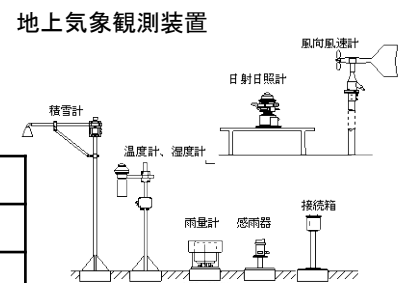 地上気象観測装置
風向風速計
日射日照計
積雪計
温度計、湿度計
雨量計
感雨器
接続箱